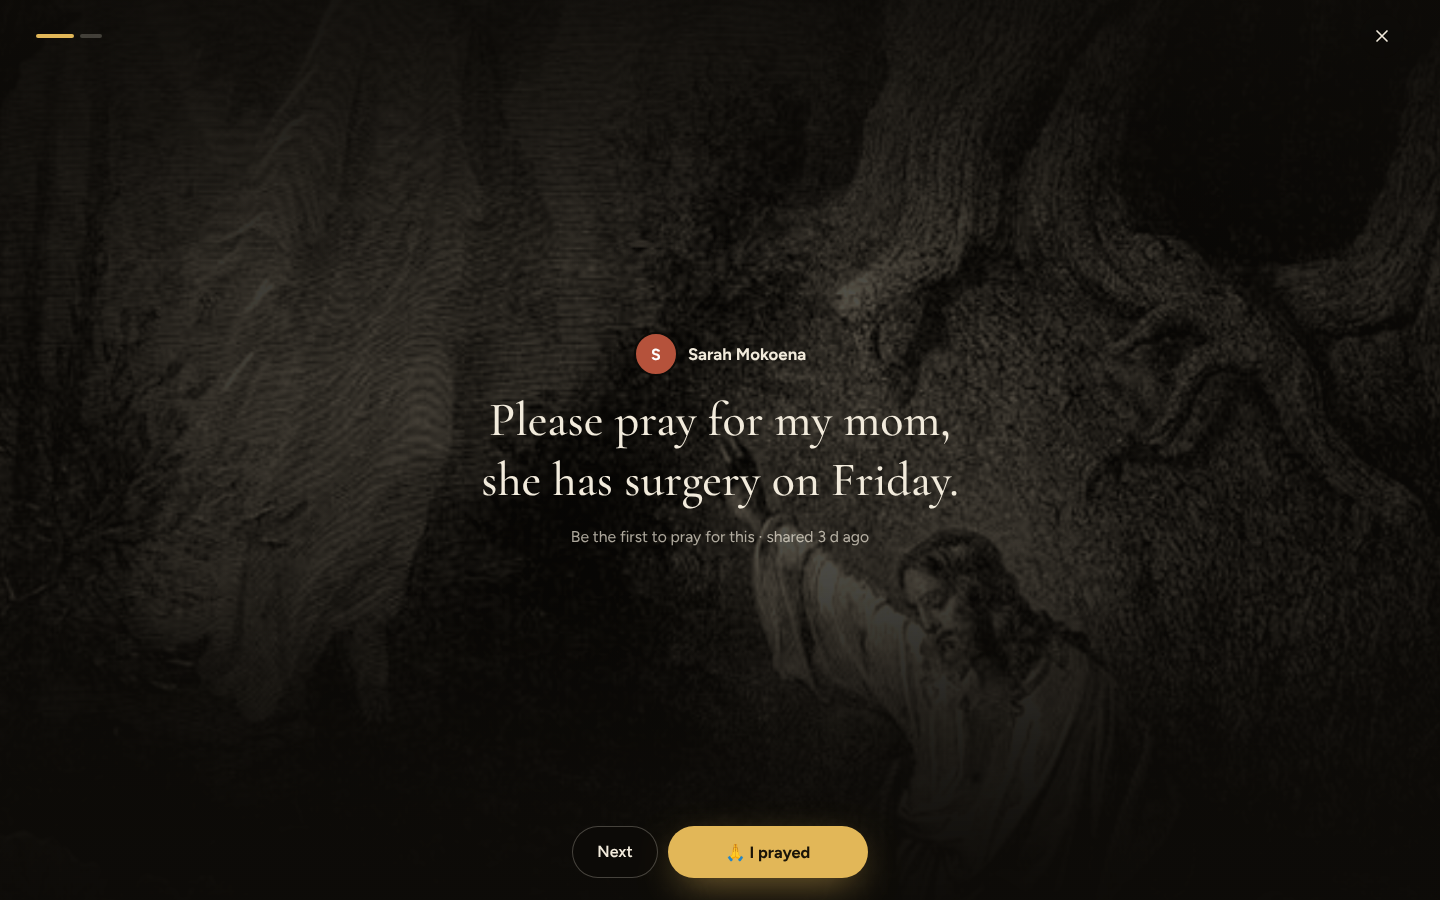 S
Sarah Mokoena
Please pray for my mom,
she has surgery on Friday.
Be the first to pray for this · shared 3 d ago
Next
🙏 I prayed